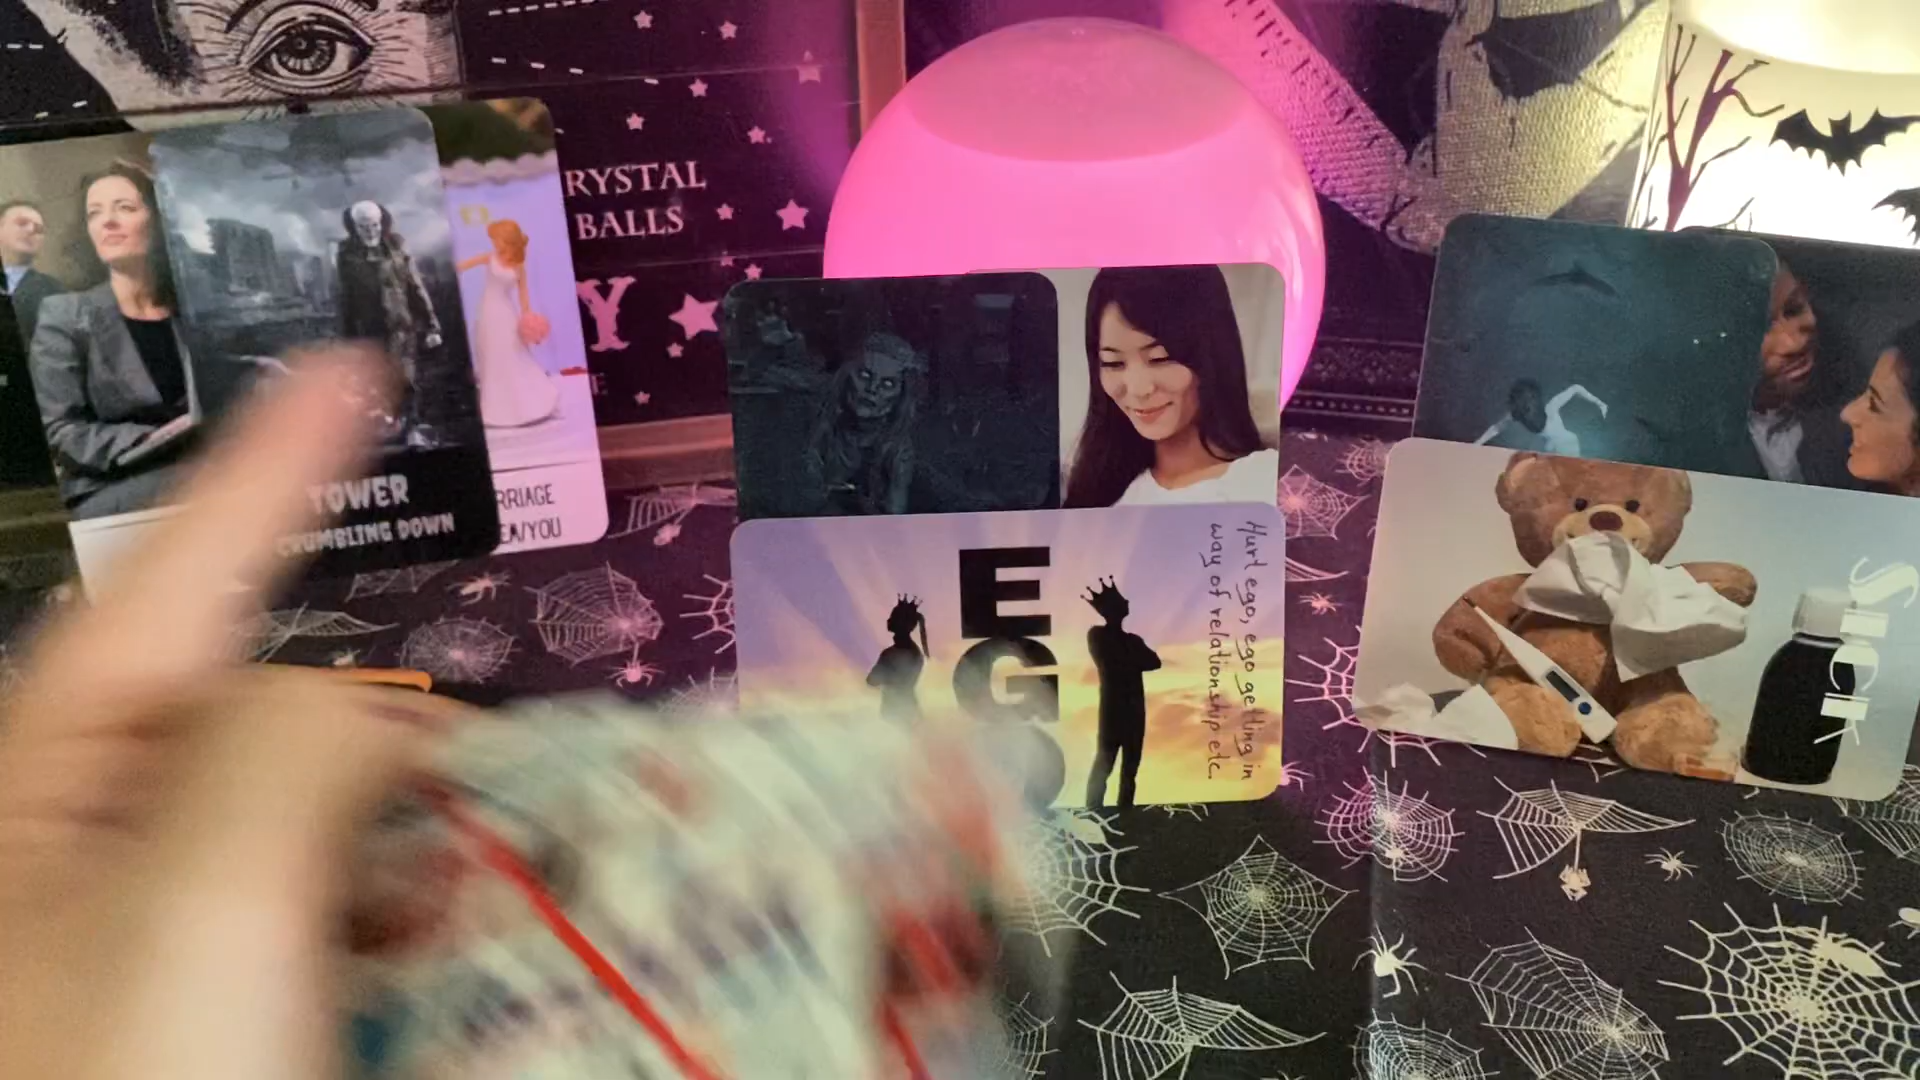 RYSTAL
BALLS
Y
TOWER
CRUMBLING DOWN
RRIAGE
EA/YOU
EG
Hurt ego, ego getting in
way of relationship etc.
SICK